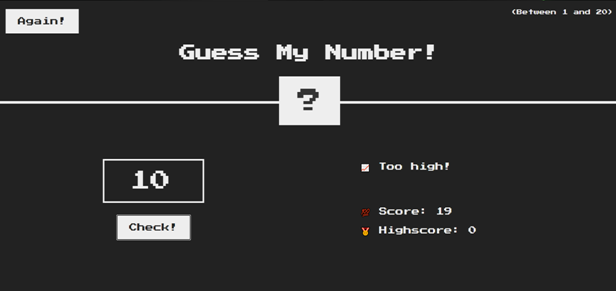 Again!
(Between 1 and 20)
Guess My Number!
?
10
Check!
Too high!
Score: 19
Highscore: 0